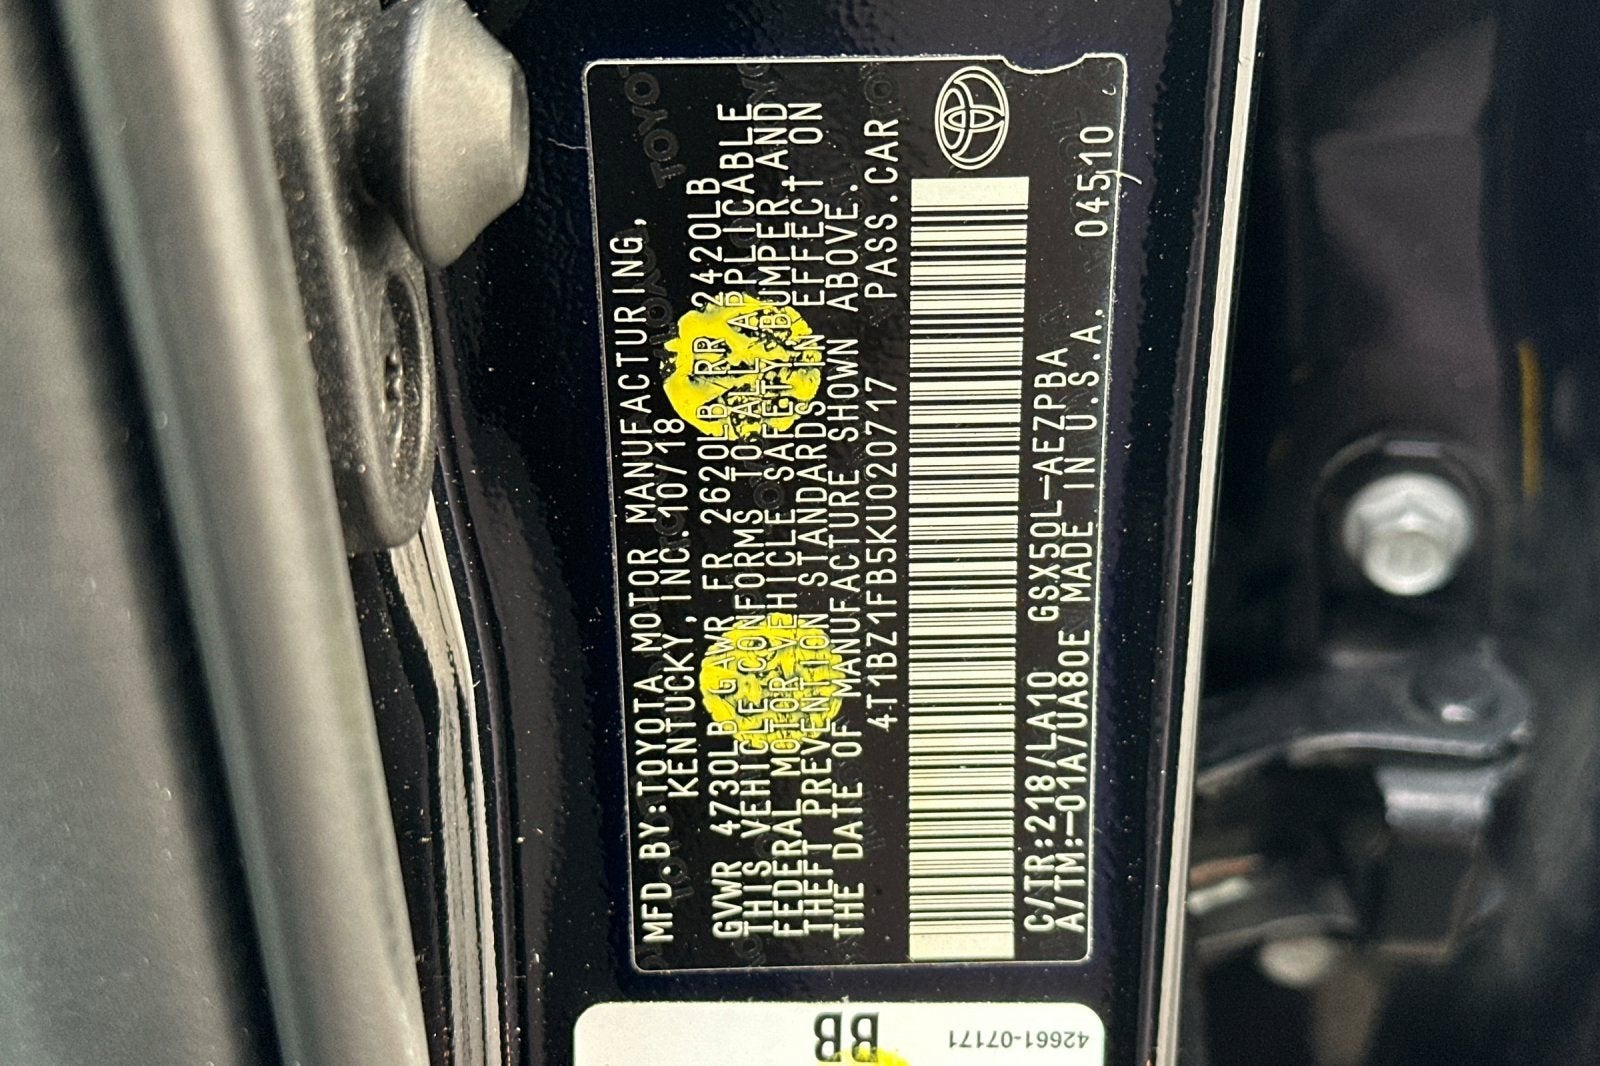 MFD.BY:TOYOTA MOTOR MANUFACTURING,
KENTUCKY, INC.10/18
GVWR 4730LB GAWR FR 2620LB RR 2420LB
THIS VEHICLE CONFORMS TO ALL APPLICABLE
FEDERAL MOTOR VEHICLE SAFETY,BUMPER,AND
THEFT PREVENTION STANDARDS IN EFFECT ON
THE DATE OF MANUFACTURE SHOWN ABOVE.
4T1BZ1FB5KU020717 PASS.CAR
C/TR:218/LA10 GSX50L-AEZPBA
A/TM:-01A/UA80E MADE IN U.S.A. 04510
BB
42661-07171